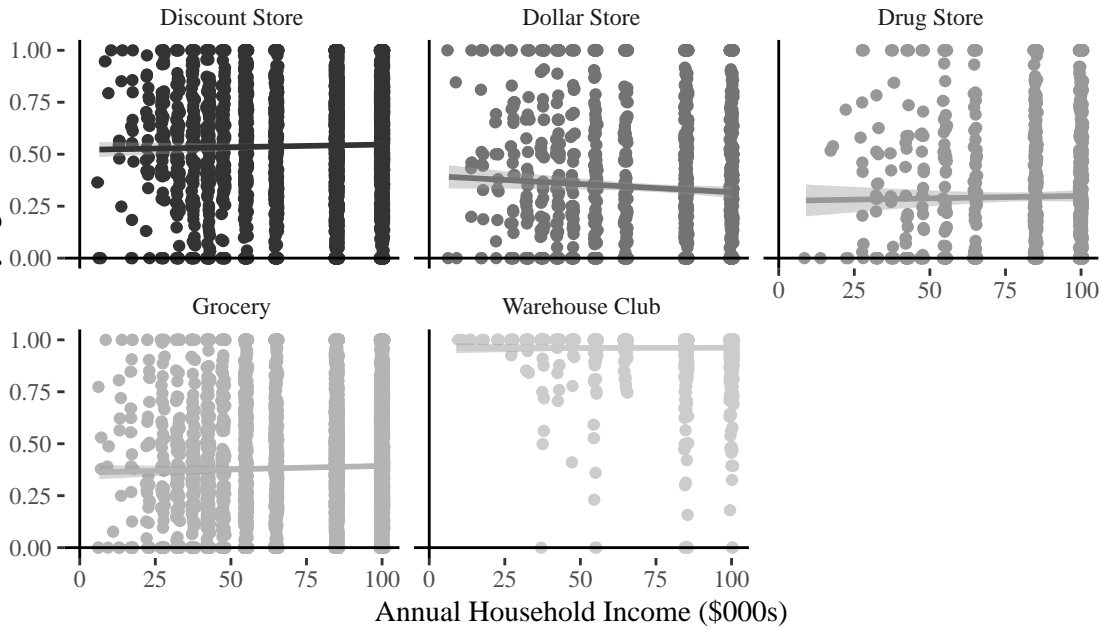 Discount Store Dollar Store Drug Store
1.00
0.75
0.50
0.25
0.00
0 25 50 75 100
Grocery Warehouse Club
1.00
0.75
0.50
0.25
0.00
0 25 50 75 100 0 25 50 75 100
Annual Household Income ($000s)